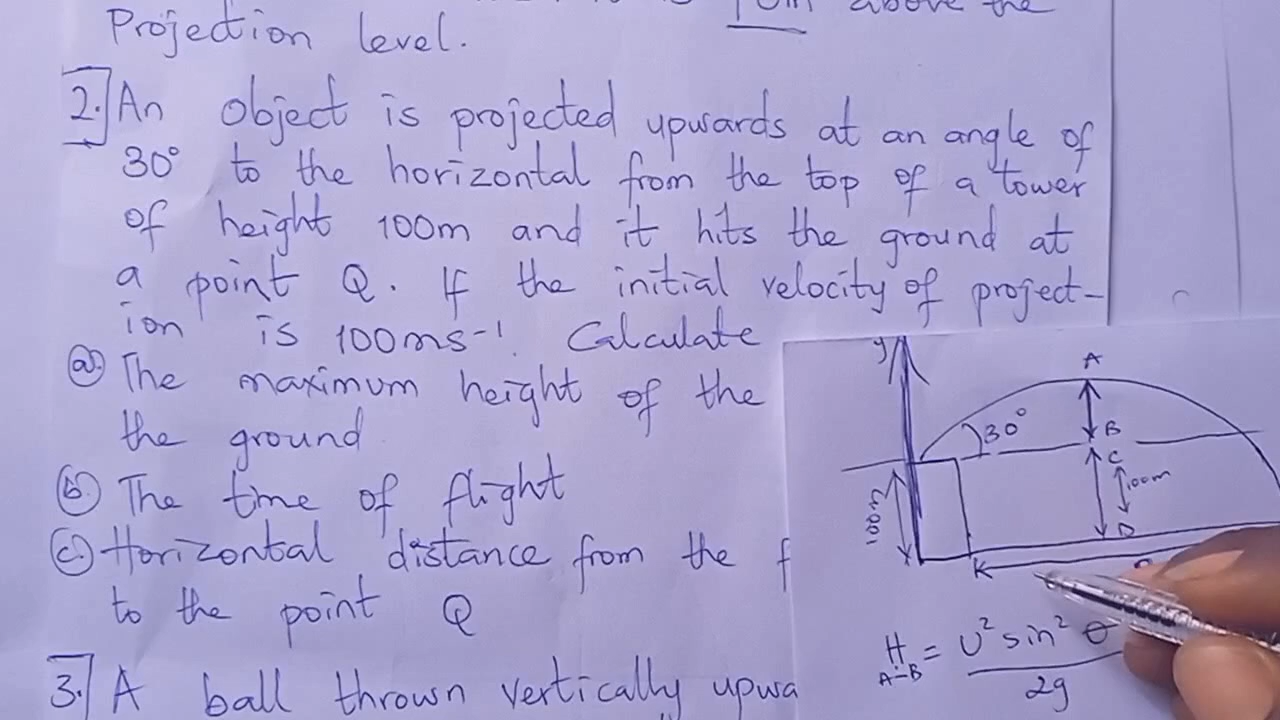 10m above the
Projection level.
2. An object is projected upwards at an angle of
30° to the horizontal from the top of a tower
of height 100m and it hits the ground at
a point Q. If the initial velocity of project-
ion is 100ms⁻¹. Calculate
(a) The maximum height of the
the ground
(b) The time of flight
(c) Horizontal distance from the f
to the point Q
3. A ball thrown vertically upwa
y
A
30°
B
C
100m
100m
D
K
H A-B = U² sin² θ / 2g